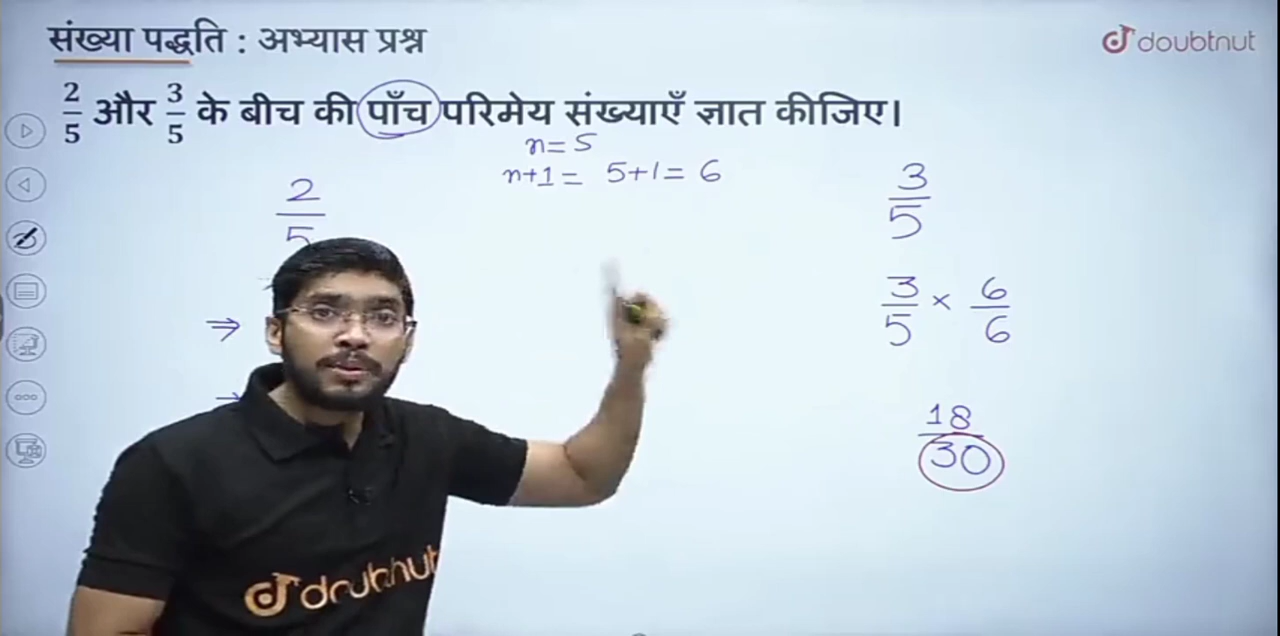 संख्या पद्धति : अभ्यास प्रश्न
doubtnut
2/5 और 3/5 के बीच की पाँच परिमेय संख्याएँ ज्ञात कीजिए।
n = 5
n+1 = 5+1 = 6
2/5
3/5
⇒
3/5 × 6/6
18/30
doubtnut